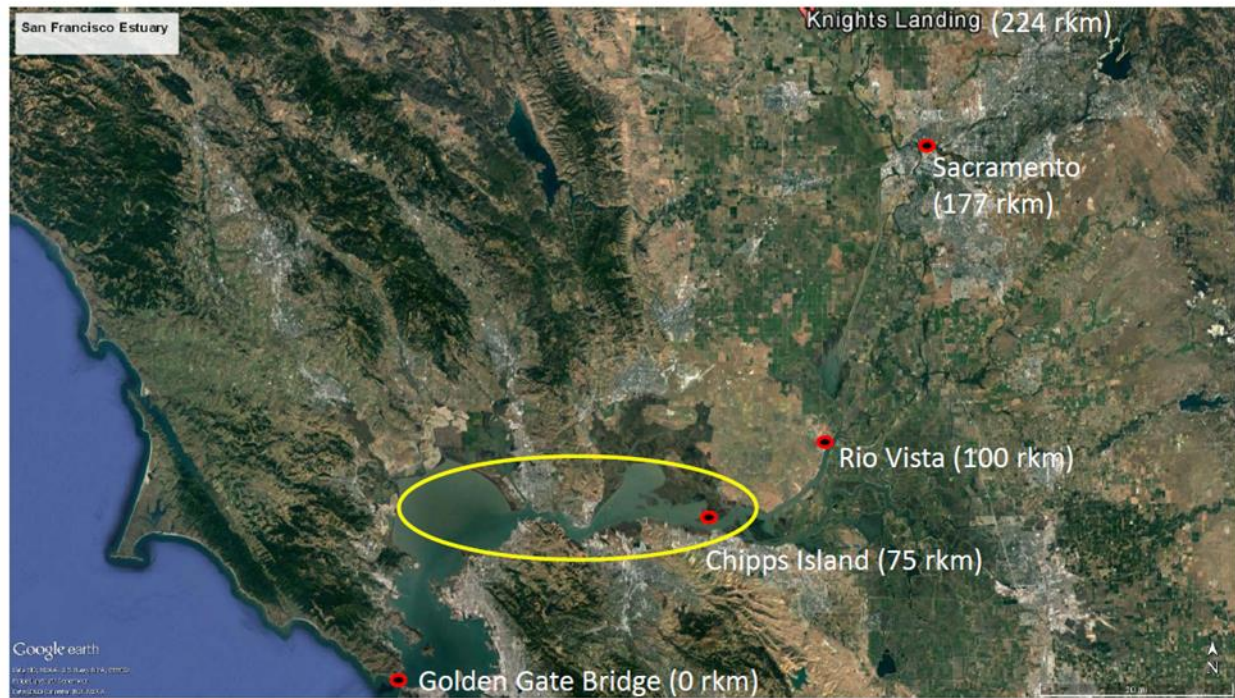 San Francisco Estuary
Knights Landing (224 rkm)
Sacramento
(177 rkm)
Rio Vista (100 rkm)
Chipps Island (75 rkm)
Google earth
N
Golden Gate Bridge (0 rkm)